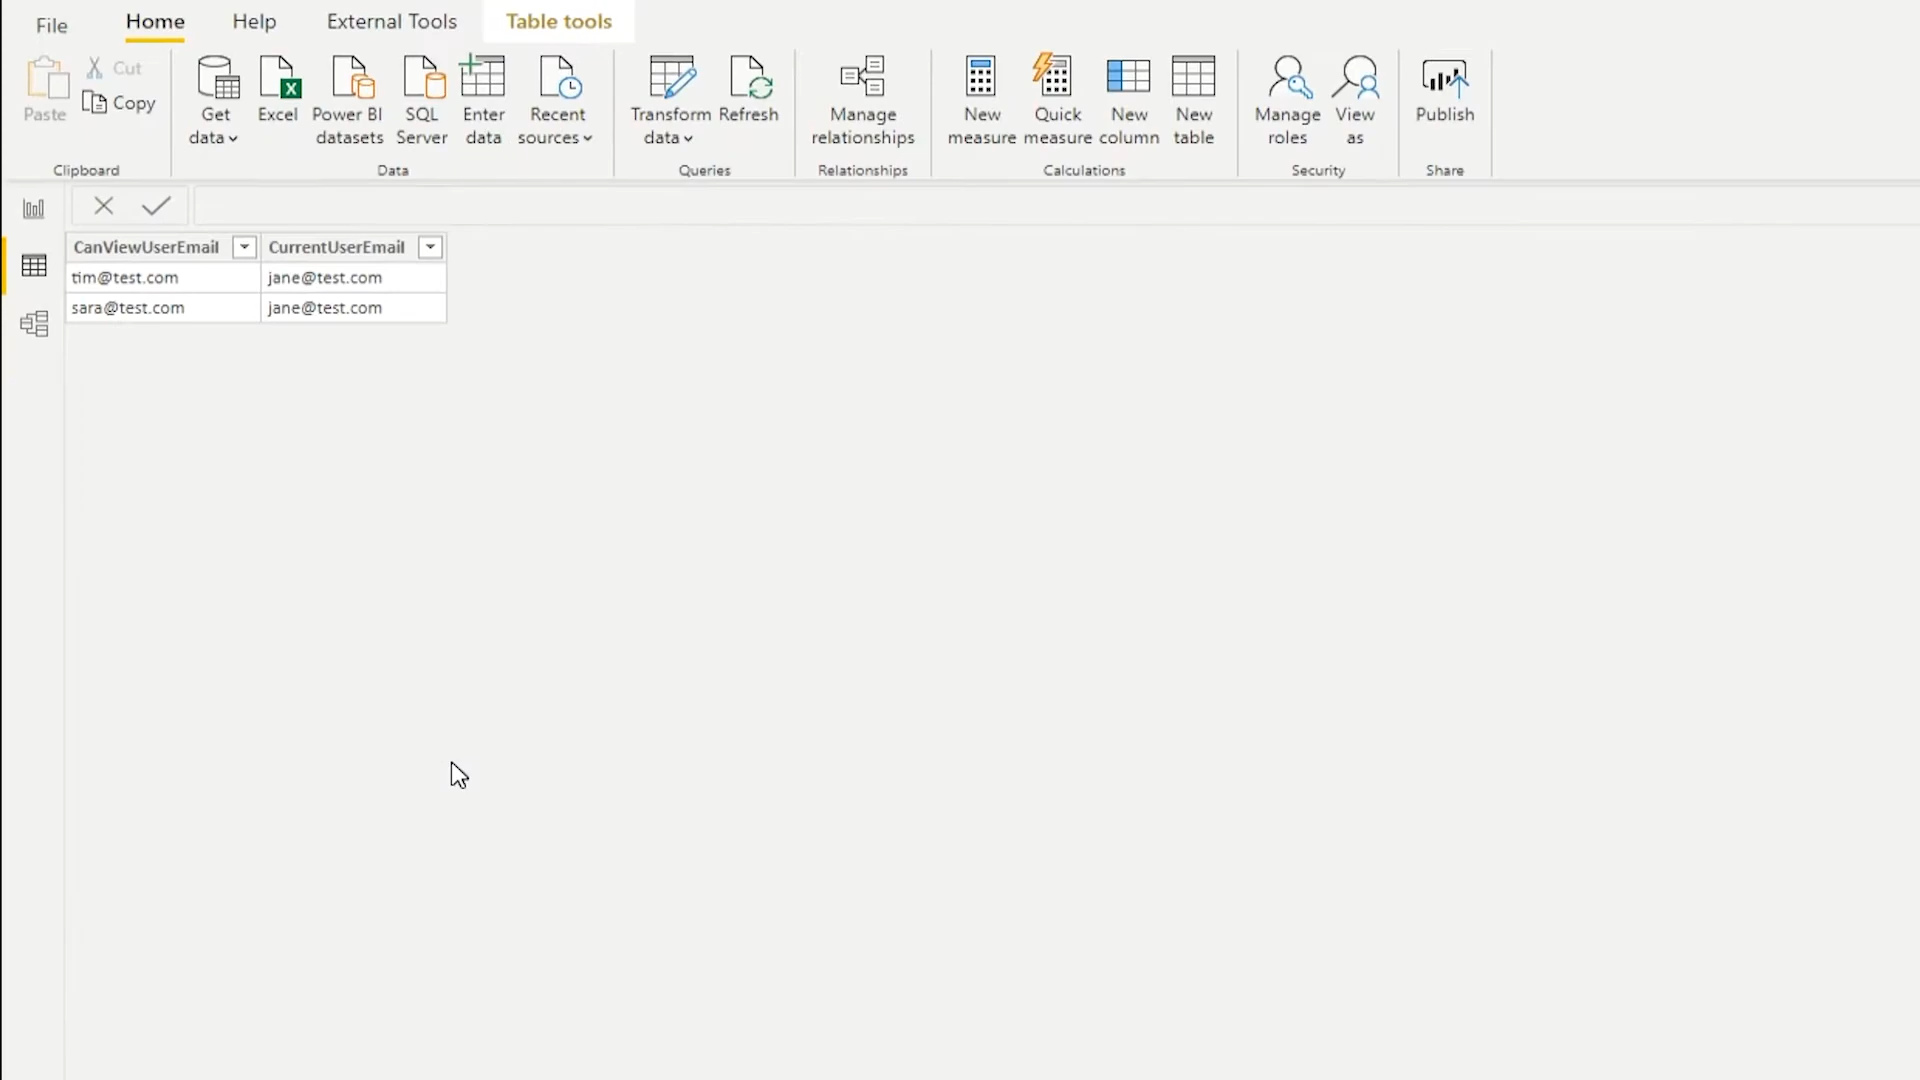 File Home Help External Tools Table tools
Paste Cut Copy
Get data Excel Power BI datasets SQL Server Enter data Recent sources
Transform data Refresh
Manage relationships
New measure Quick measure New column New table
Manage roles View as
Publish
Clipboard Data Queries Relationships Calculations Security Share
CanViewUserEmail CurrentUserEmail
tim@test.com jane@test.com
sara@test.com jane@test.com